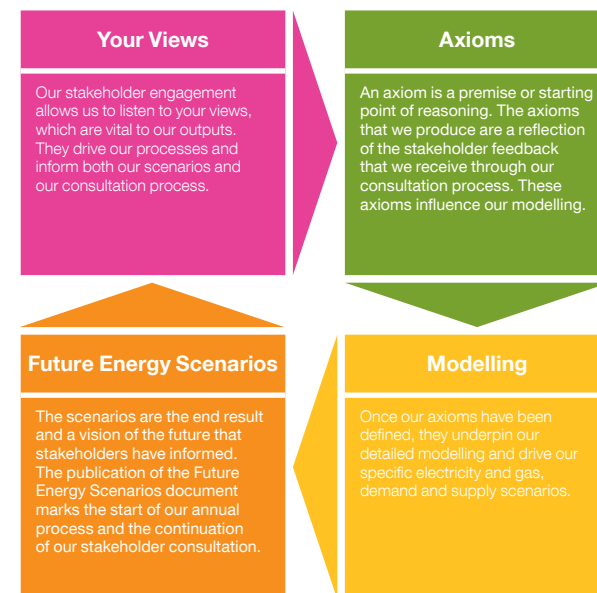 Your Views
Our stakeholder engagement
allows us to listen to your views,
which are vital to our outputs.
They drive our processes and
inform both our scenarios and
our consultation process.
Axioms
An axiom is a premise or starting
point of reasoning. The axioms
that we produce are a reflection
of the stakeholder feedback
that we receive through our
consultation process. These
axioms influence our modelling.
Future Energy Scenarios
The scenarios are the end result
and a vision of the future that
stakeholders have informed.
The publication of the Future
Energy Scenarios document
marks the start of our annual
process and the continuation
of our stakeholder consultation.
Modelling
Once our axioms have been
defined, they underpin our
detailed modelling and drive our
specific electricity and gas,
demand and supply scenarios.